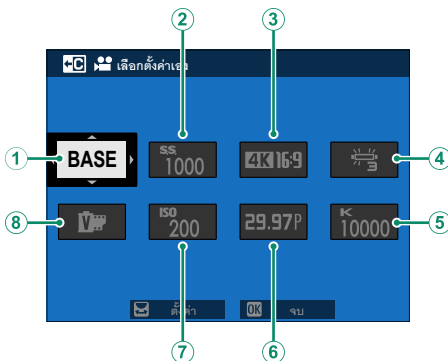 ② ③
C เลือกตั้งค่าเอง
① BASE S.S. 1000 4K 16:9 3 ④
⑧ V ISO 200 29.97P K 10000 ⑤
ตั้งค่า OK จบ
⑦ ⑥